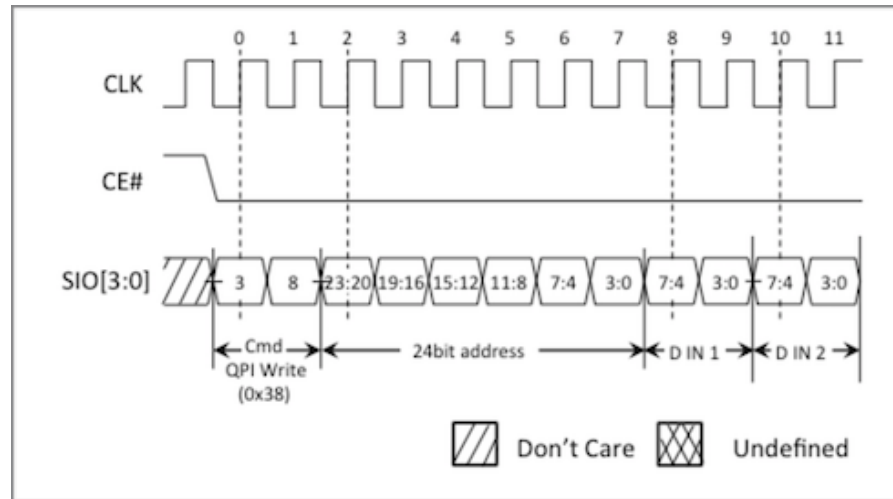 0 1 2 3 4 5 6 7 8 9 10 11
CLK
CE#
SIO[3:0] 3 8 23:20 19:16 15:12 11:8 7:4 3:0 7:4 3:0 7:4 3:0
Cmd 24bit address D IN 1 D IN 2
QPI Write
(0x38)
Don't Care Undefined